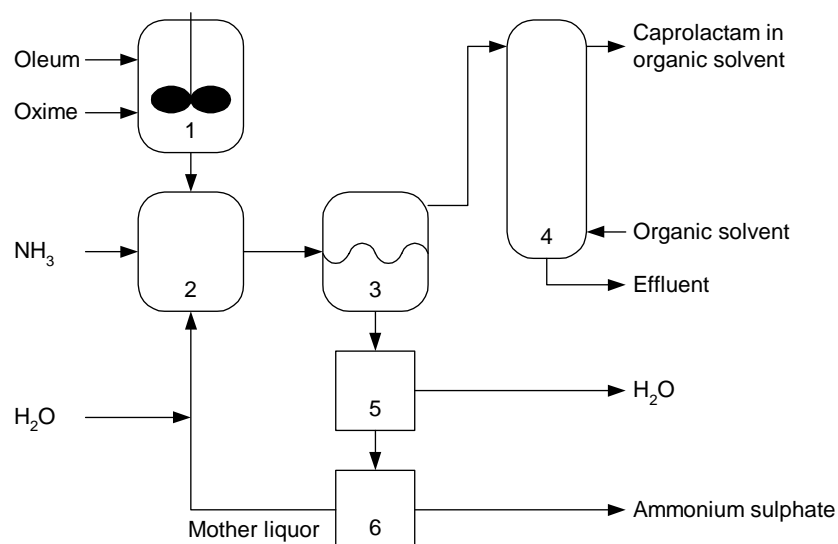 Oleum
Oxime
1
Caprolactam in
organic solvent
NH₃
2
3
4
Organic solvent
Effluent
H₂O
5
H₂O
Mother liquor
6
Ammonium sulphate